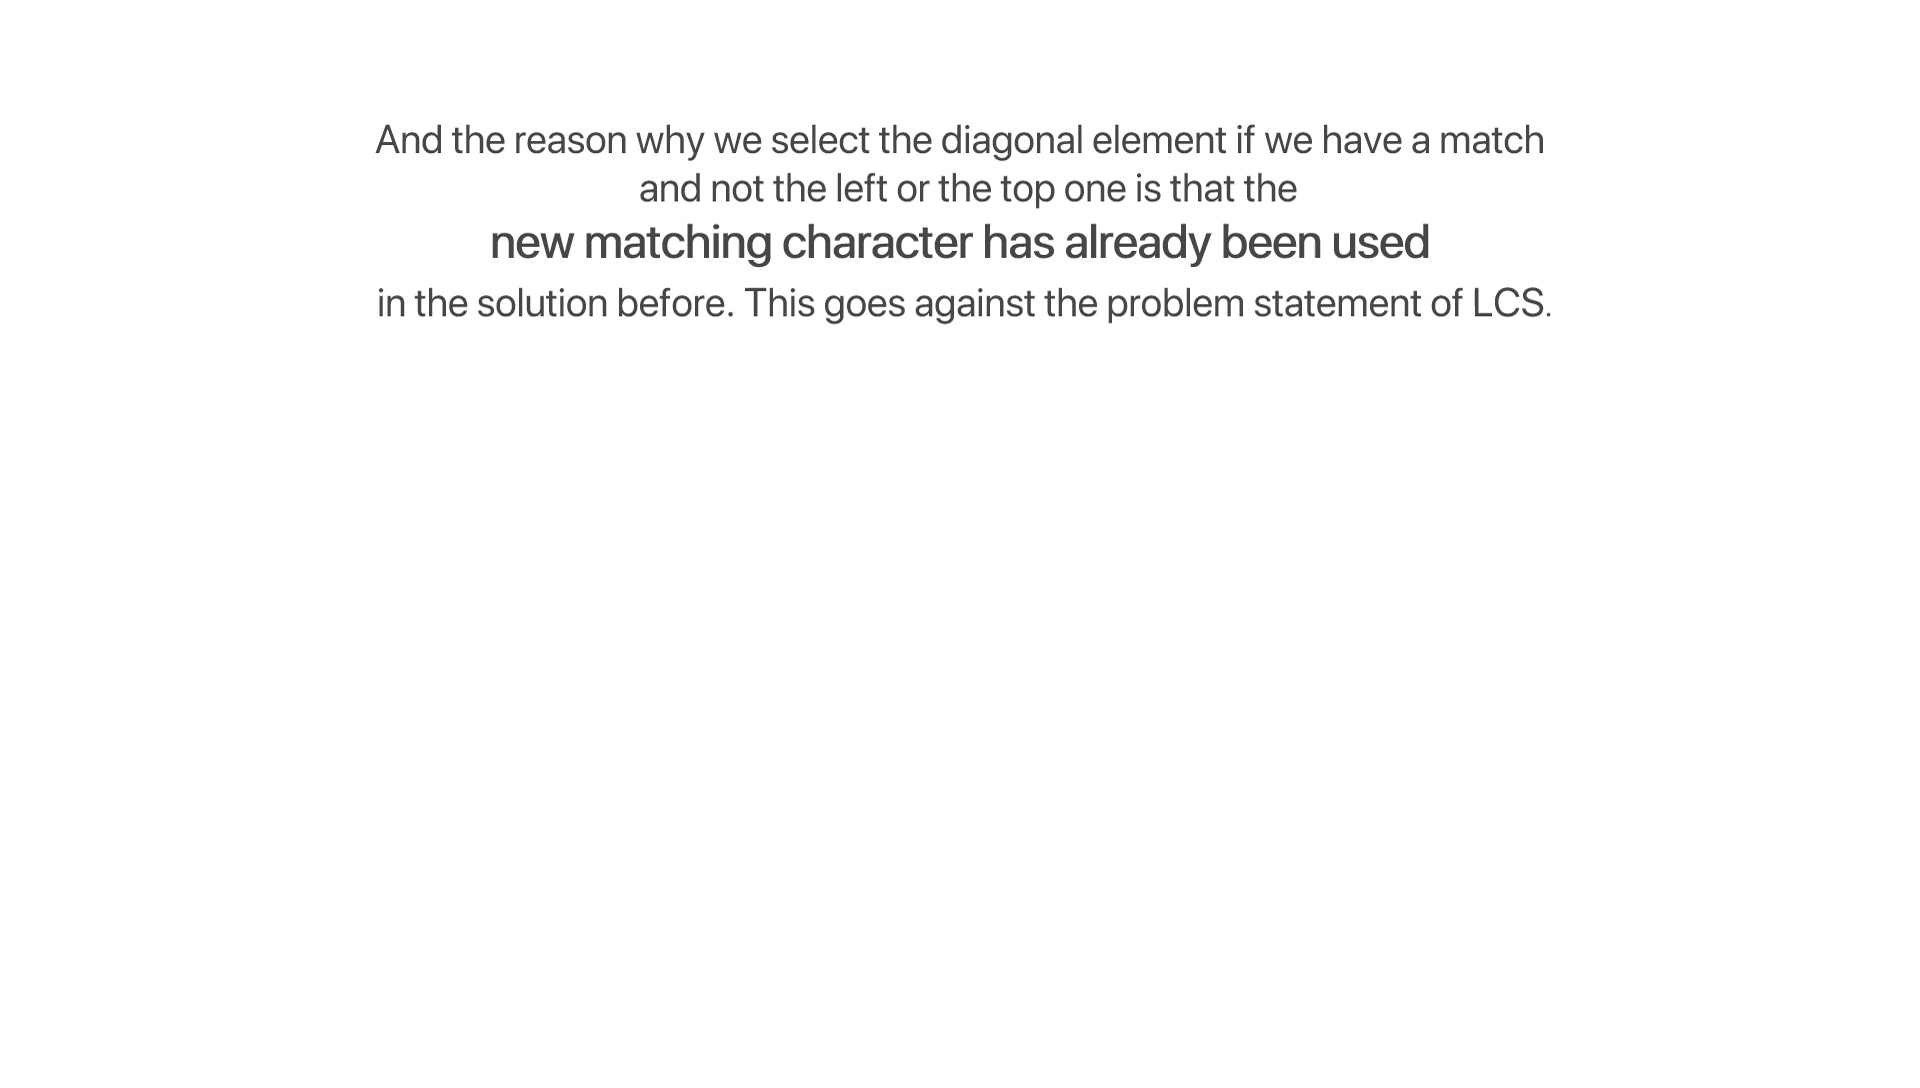 And the reason why we select the diagonal element if we have a match
and not the left or the top one is that the
new matching character has already been used
in the solution before. This goes against the problem statement of LCS.